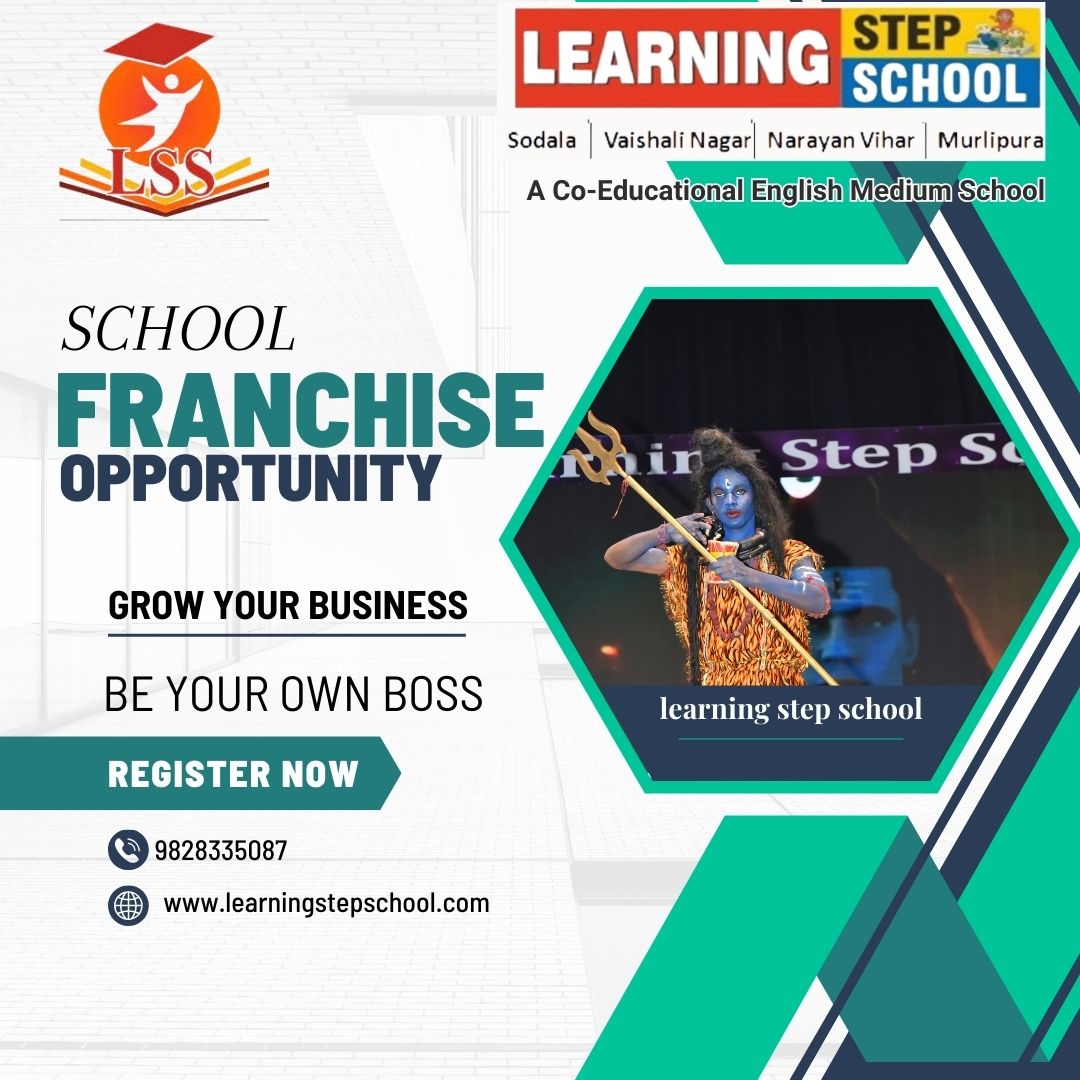 LSS
LEARNING STEP SCHOOL
Sodala | Vaishali Nagar | Narayan Vihar | Murlipura
A Co-Educational English Medium School
SCHOOL
FRANCHISE
OPPORTUNITY
Step
learning step school
GROW YOUR BUSINESS
BE YOUR OWN BOSS
REGISTER NOW
9828335087
www.learningstepschool.com